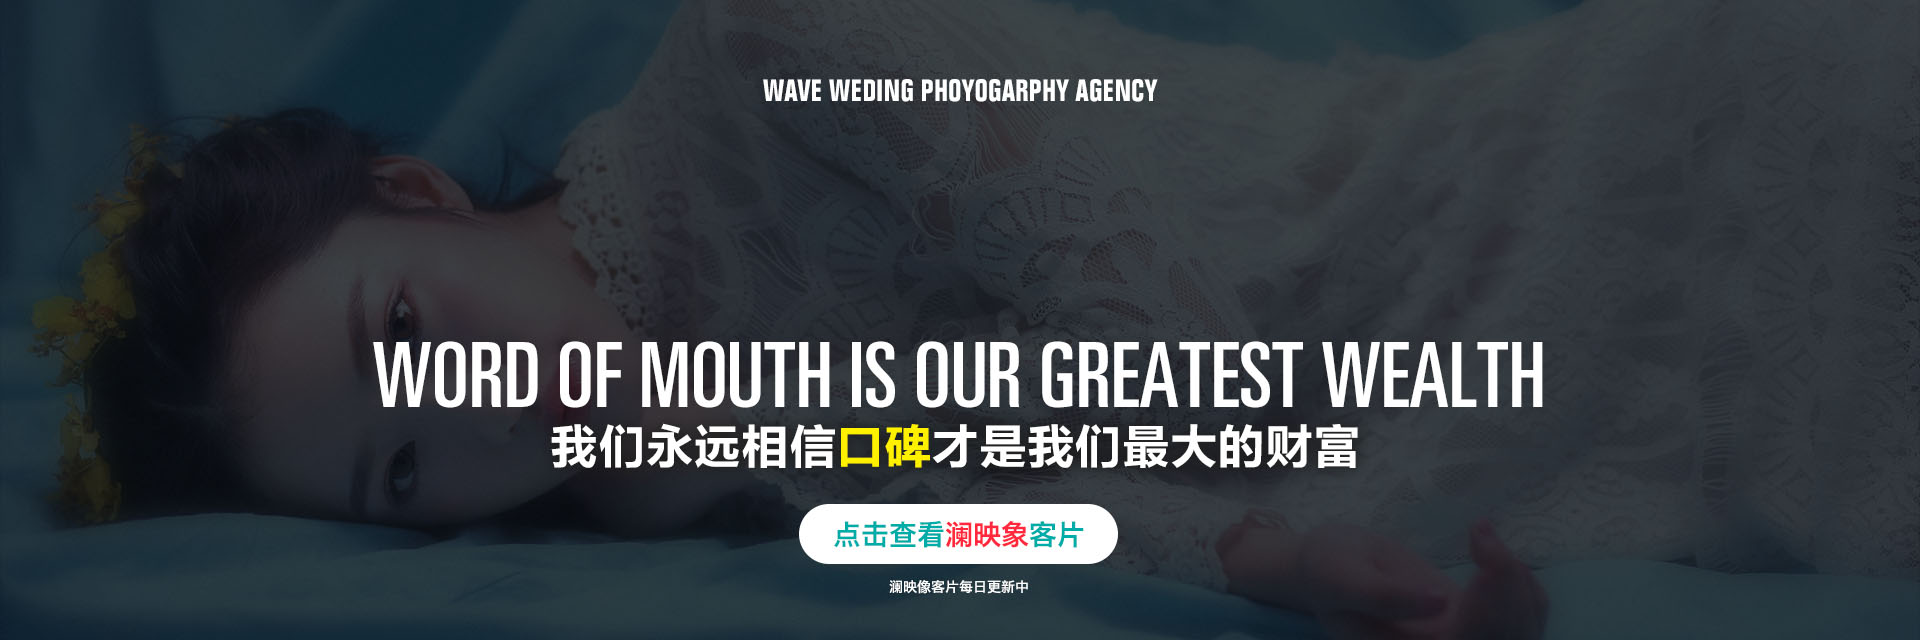 WAVE WEDING PHOYOGARPHY AGENCY
WORD OF MOUTH IS OUR GREATEST WEALTH
我们永远相信口碑才是我们最大的财富
点击查看澜映象客片
澜映像客片每日更新中